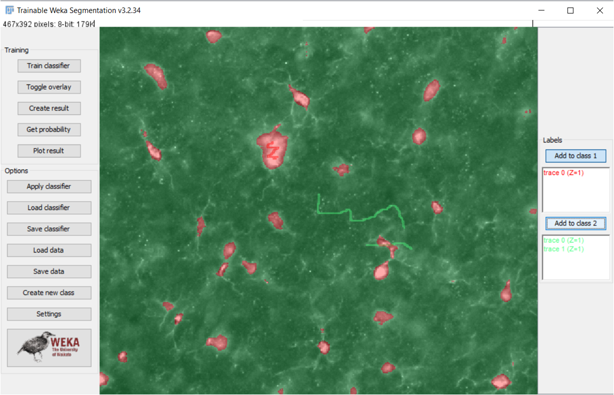 Trainable Weka Segmentation v3.2.34
467x392 pixels; 8-bit; 179K
Training
Train classifier
Toggle overlay
Create result
Get probability
Plot result
Options
Apply classifier
Load classifier
Save classifier
Load data
Save data
Create new class
Settings
WEKA
The University
of Waikato
Labels
Add to class 1
trace 0 (Z=1)
Add to class 2
trace 0 (Z=1)
trace 1 (Z=1)